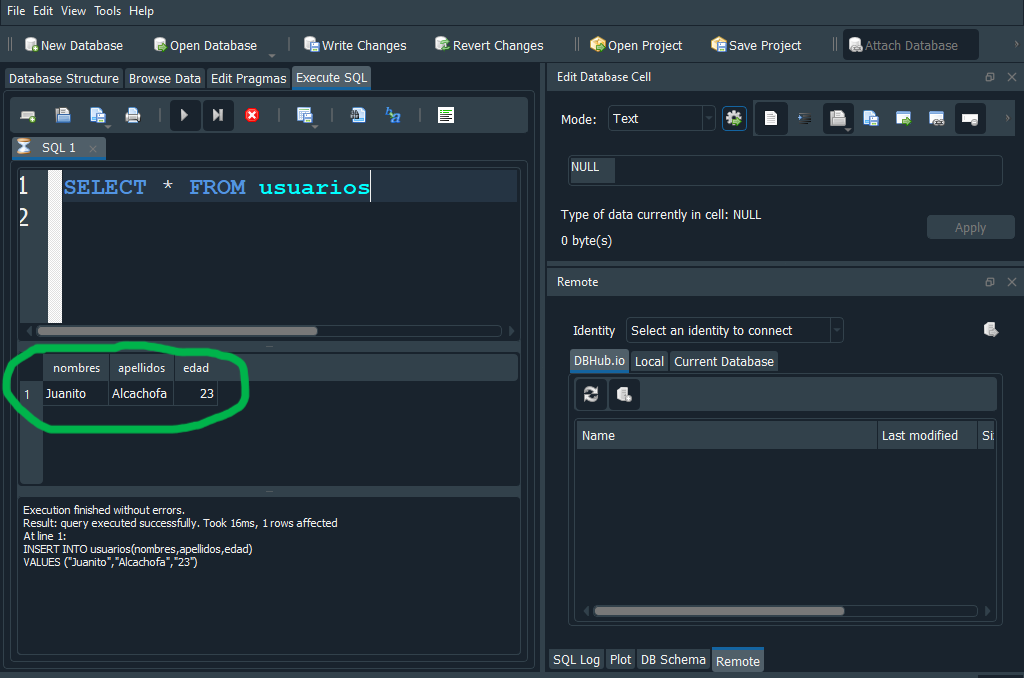 File Edit View Tools Help
New Database Open Database Write Changes Revert Changes Open Project Save Project Attach Database
Database Structure Browse Data Edit Pragmas Execute SQL
SQL 1
1 SELECT * FROM usuarios
2
nombres apellidos edad
1 Juanito Alcachofa 23
Execution finished without errors.
Result: query executed successfully. Took 16ms, 1 rows affected
At line 1:
INSERT INTO usuarios(nombres,apellidos,edad)
VALUES ("Juanito","Alcachofa","23")
Edit Database Cell
Mode: Text
NULL
Type of data currently in cell: NULL
0 byte(s)
Apply
Remote
Identity Select an identity to connect
DBHub.io Local Current Database
Name Last modified
SQL Log Plot DB Schema Remote